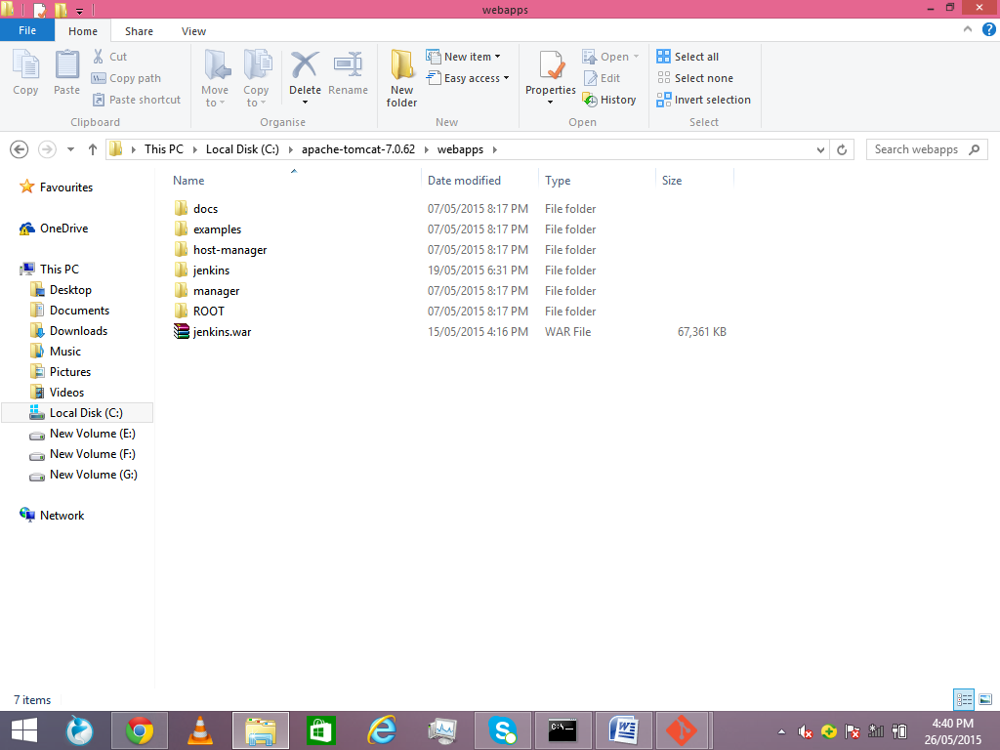 webapps
File Home Share View
Copy Paste Cut Copy path Paste shortcut Clipboard
Move to Copy to Delete Rename Organise
New folder New item Easy access New
Properties Open Edit History Open
Select all Select none Invert selection Select
This PC Local Disk (C:) apache-tomcat-7.0.62 webapps Search webapps
Favourites
OneDrive
This PC
Desktop
Documents
Downloads
Music
Pictures
Videos
Local Disk (C:)
New Volume (E:)
New Volume (F:)
New Volume (G:)
Network
Name Date modified Type Size
docs 07/05/2015 8:17 PM File folder
examples 07/05/2015 8:17 PM File folder
host-manager 07/05/2015 8:17 PM File folder
jenkins 19/05/2015 6:31 PM File folder
manager 07/05/2015 8:17 PM File folder
ROOT 07/05/2015 8:17 PM File folder
jenkins.war 15/05/2015 4:16 PM WAR File 67,361 KB
7 items
C:\_
4:40 PM
26/05/2015